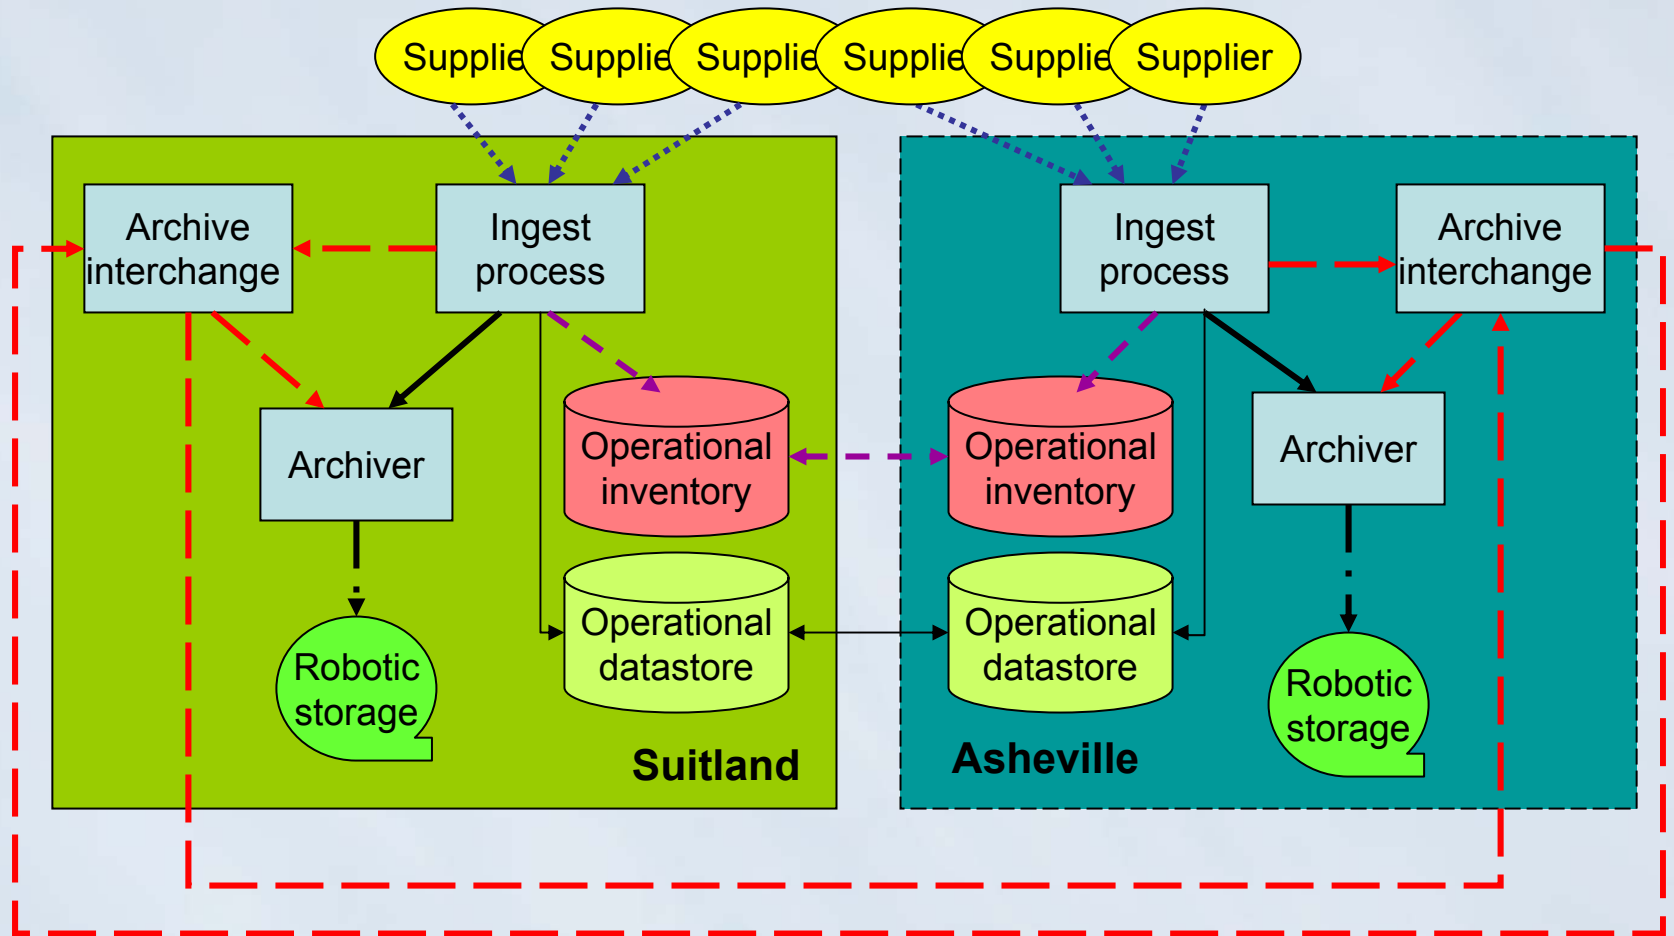 Supplie
Supplie
Supplie
Supplie
Supplie
Supplier
Archive
interchange
Ingest
process
Ingest
process
Archive
interchange
Archiver
Operational
inventory
Operational
inventory
Archiver
Robotic
storage
Operational
datastore
Operational
datastore
Robotic
storage
Suitland
Asheville